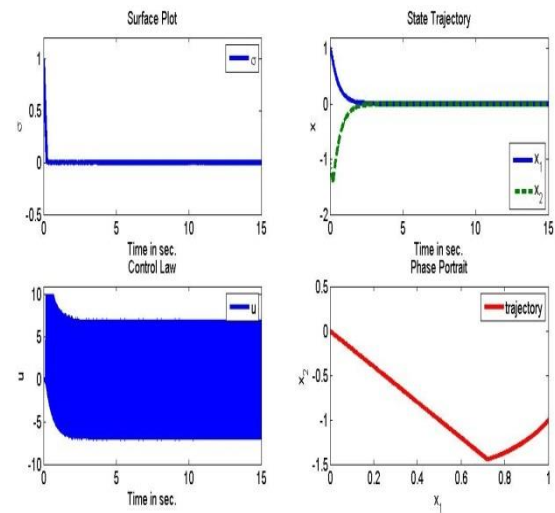 Surface Plot
1
0.5
0
-0.5
σ
σ
0
5
10
15
Time in sec.
State Trajectory
1
0
-1
-2
x
x₁
x₂
0
5
10
15
Time in sec.
Control Law
10
5
0
-5
-10
u
u
0
5
10
15
Time in sec.
Phase Portrait
0.5
0
-0.5
-1
-1.5
x₂
trajectory
0
0.2
0.4
0.6
0.8
1
x₁